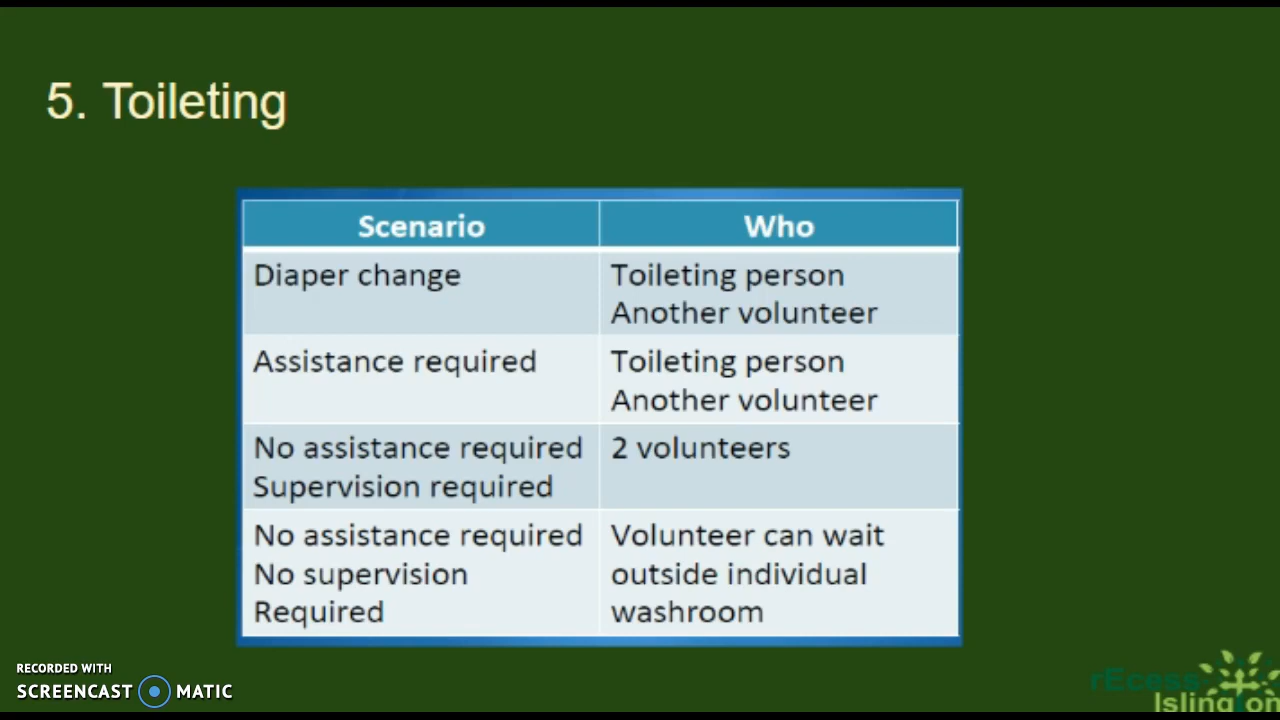 5. Toileting
Scenario
Who
Diaper change
Toileting person
Another volunteer
Assistance required
Toileting person
Another volunteer
No assistance required
Supervision required
2 volunteers
No assistance required
No supervision
Required
Volunteer can wait
outside individual
washroom
RECORDED WITH
SCREENCAST MATIC
rEcess
Islington